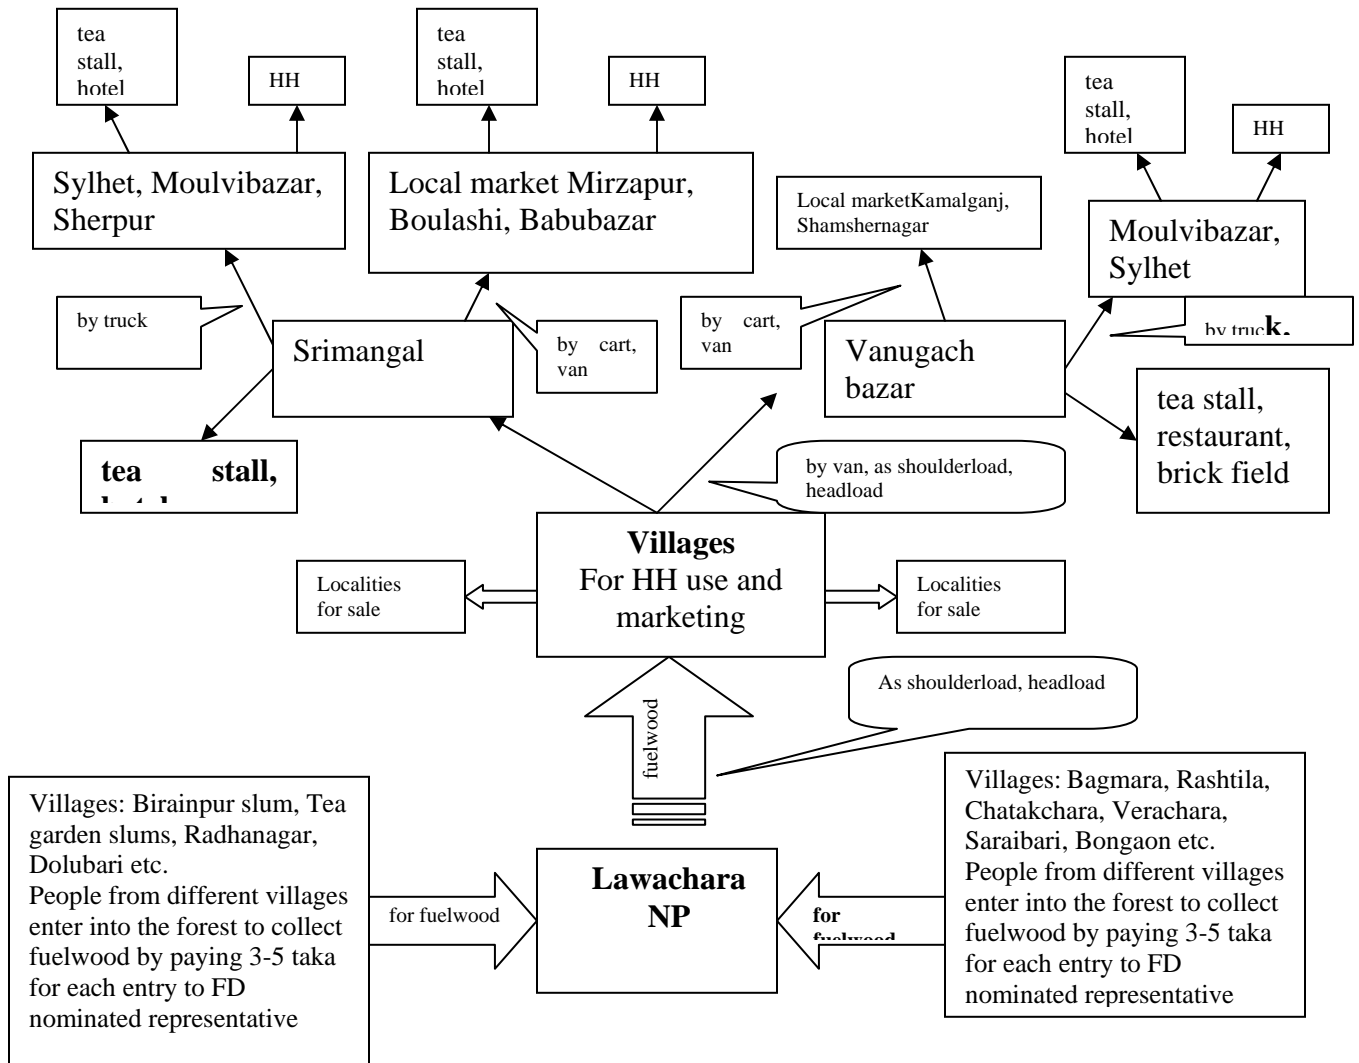 tea
stall,
hotel
HH
tea
stall,
hotel
HH
tea
stall,
hotel
HH
Sylhet, Moulvibazar,
Sherpur
Local market Mirzapur,
Boulashi, Babubazar
Local marketKamalganj,
Shamshernagar
Moulvibazar,
Sylhet
by truck
Srimangal
by cart,
van
by cart,
van
Vanugach
bazar
by truck,
tea stall,
restaurant,
brick field
tea stall,
by van, as shoulderload,
headload
Villages
For HH use and
marketing
Localities
for sale
Localities
for sale
As shoulderload, headload
fuelwood
Villages: Birainpur slum, Tea
garden slums, Radhanagar,
Dolubari etc.
People from different villages
enter into the forest to collect
fuelwood by paying 3-5 taka
for each entry to FD
nominated representative
for fuelwood
Lawachara
NP
for
fuelwood
Villages: Bagmara, Rashtila,
Chatakchara, Verachara,
Saraibari, Bongaon etc.
People from different villages
enter into the forest to collect
fuelwood by paying 3-5 taka
for each entry to FD
nominated representative